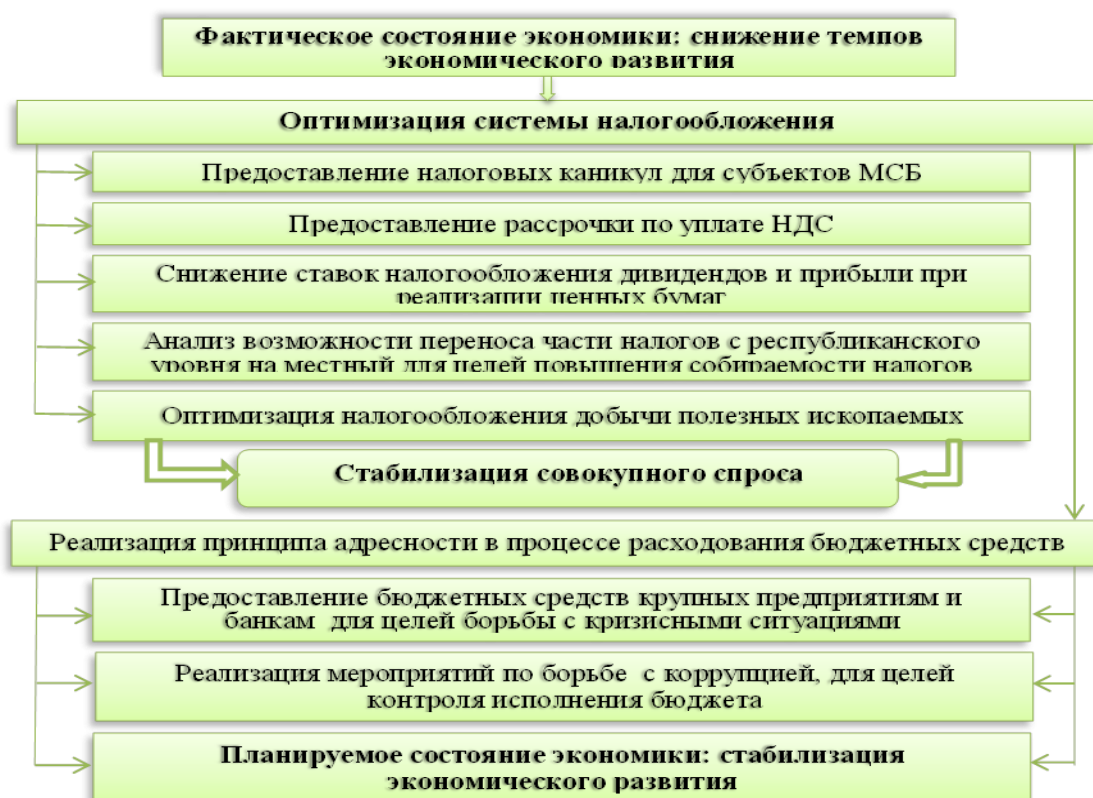 Фактическое состояние экономики: снижение темпов
экономического развития
Оптимизация системы налогообложения
Предоставление налоговых каникул для субъектов МСБ
Предоставление рассрочки по уплате НДС
Снижение ставок налогообложения дивидендов и прибыли при
реализации ценных бумаг
Анализ возможности переноса части налогов с республиканского
уровня на местный для целей повышения собираемости налогов
Оптимизация налогообложения добычи полезных ископаемых
Стабилизация совокупного спроса
Реализация принципа адресности в процессе расходования бюджетных средств
Предоставление бюджетных средств крупных предприятиям и
банкам для целей борьбы с кризисными ситуациями
Реализация мероприятий по борьбе с коррупцией, для целей
контроля исполнения бюджета
Планируемое состояние экономики: стабилизация
экономического развития